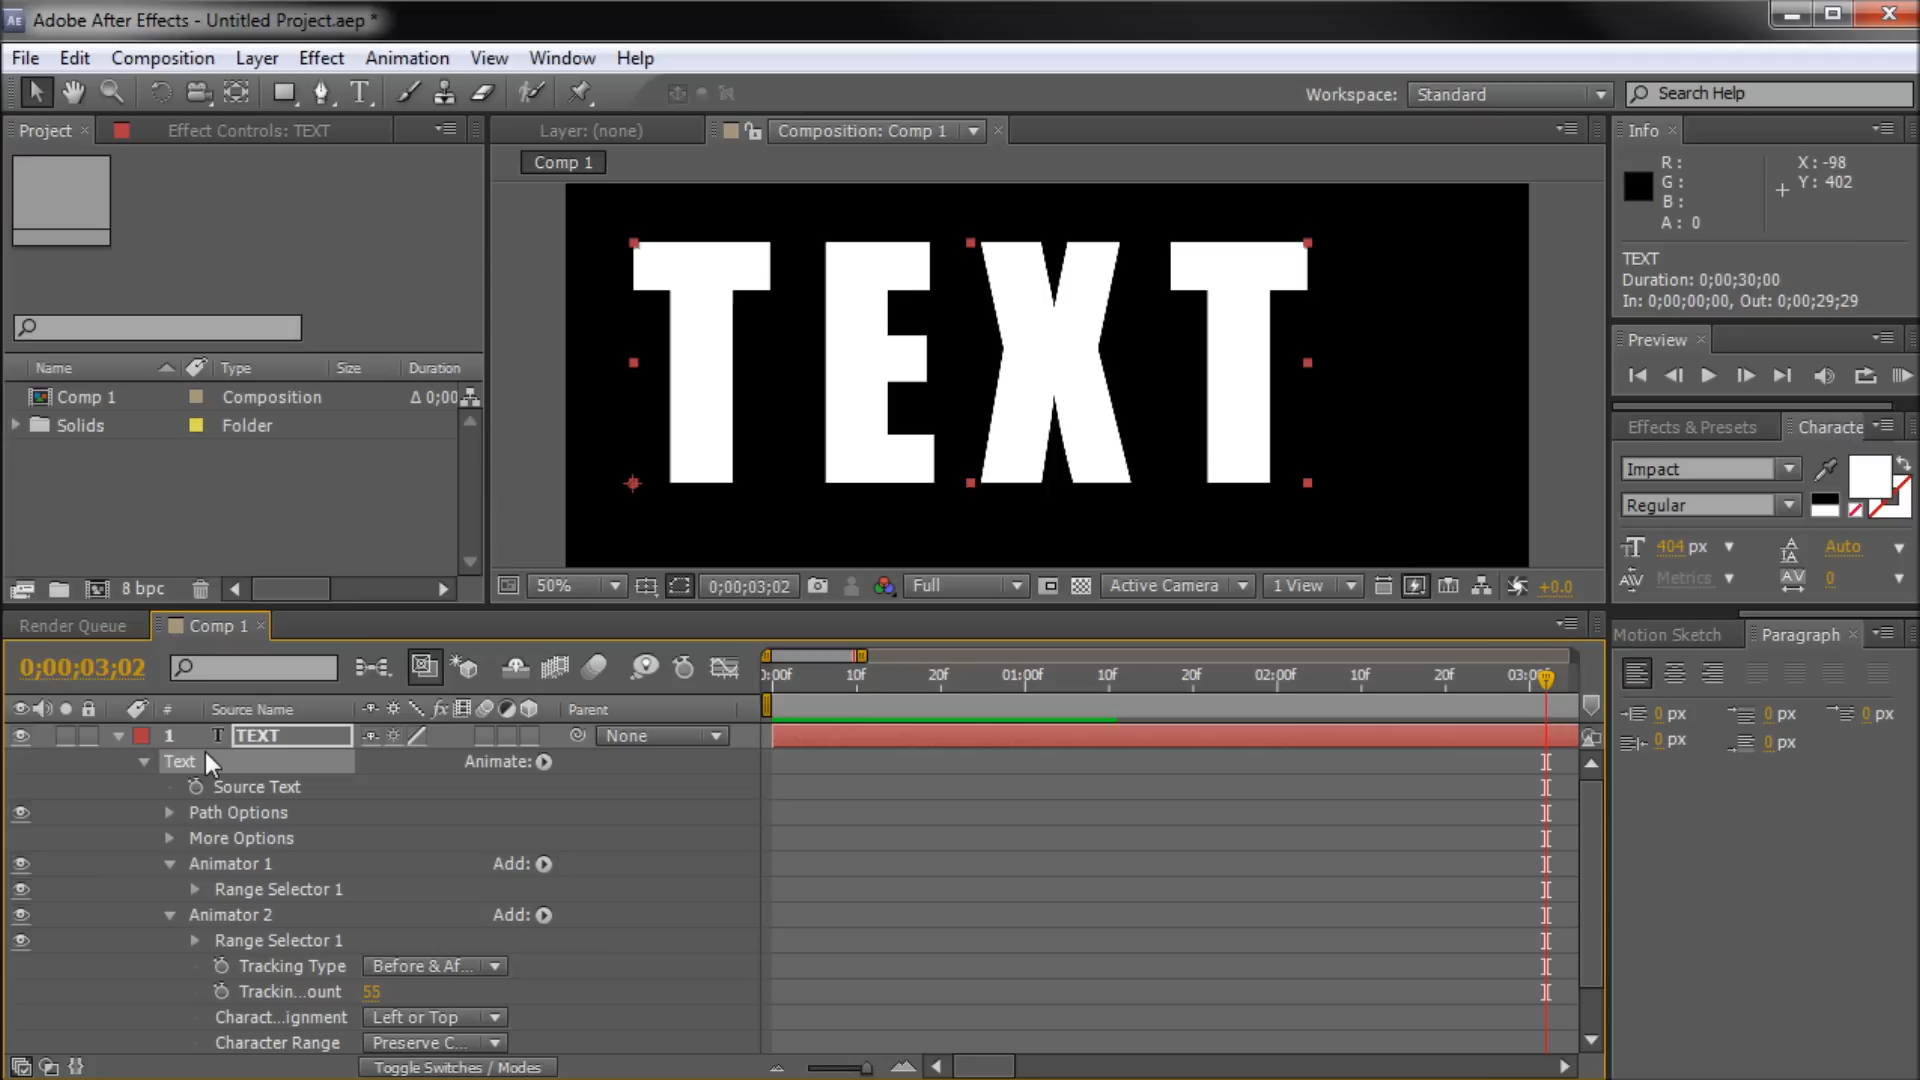 Ae Adobe After Effects - Untitled Project.aep *
File Edit Composition Layer Effect Animation View Window Help
Workspace: Standard Search Help
Project Effect Controls: TEXT
Layer: (none) Composition: Comp 1
Comp 1
Info
R:
G:
B:
A: 0
X: -98
Y: 402
TEXT
Duration: 0;00;30;00
In: 0;00;00;00, Out: 0;00;29;29
TEXT
Preview
Name Type Size Duration
Comp 1 Composition Δ 0;00
Solids Folder
Effects & Presets Characte
Impact
Regular
404 px Auto
Metrics 0
8 bpc
50% 0;00;03;02 Full Active Camera 1 View +0.0
Render Queue Comp 1
Motion Sketch Paragraph
0;00;03;02
0:00f 10f 20f 01:00f 10f 20f 02:00f 10f 20f 03:0
# Source Name fx Parent
1 T TEXT None
Text Animate:
Source Text
Path Options
More Options
Animator 1 Add:
Range Selector 1
Animator 2 Add:
Range Selector 1
Tracking Type Before & Af...
Trackin...ount 55
Charact...ignment Left or Top
Character Range Preserve C...
Toggle Switches / Modes
0 px 0 px 0 px
0 px 0 px